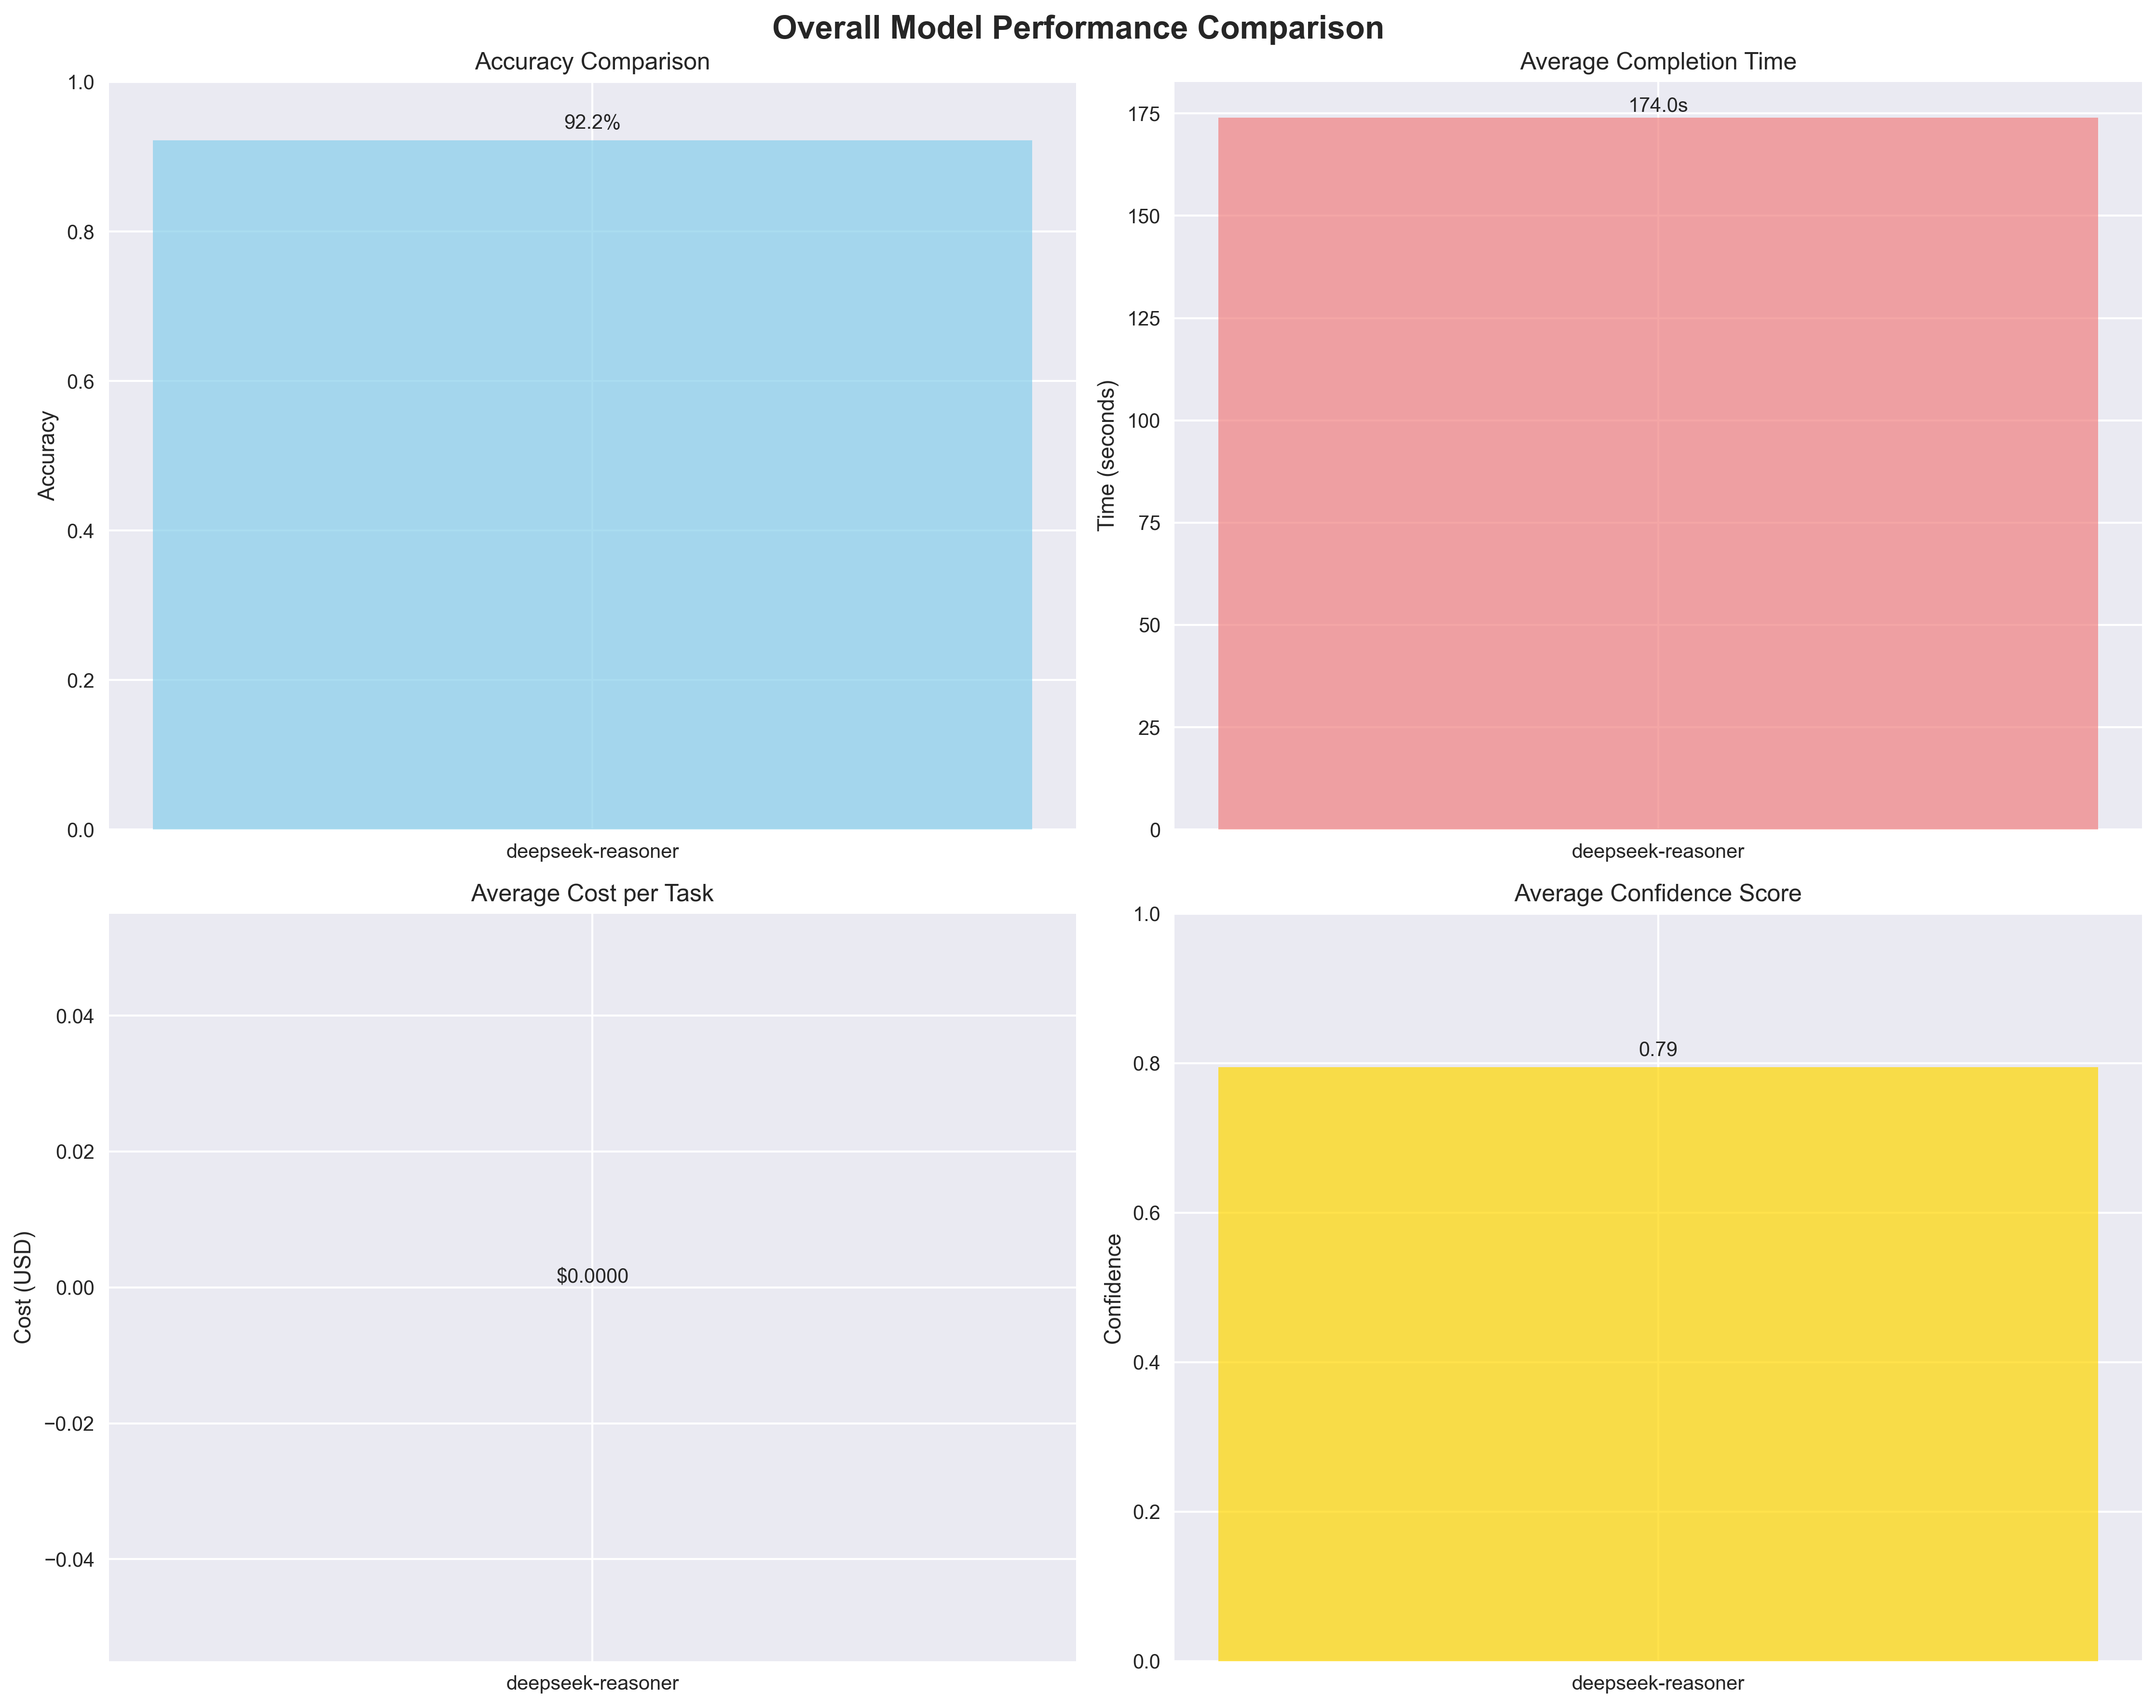 Overall Model Performance Comparison
Accuracy Comparison
1.0
0.8
0.6
0.4
0.2
0.0
Accuracy
92.2%
deepseek-reasoner
Average Completion Time
175
150
125
100
75
50
25
0
Time (seconds)
174.0s
deepseek-reasoner
Average Cost per Task
0.04
0.02
0.00
−0.02
−0.04
Cost (USD)
$0.0000
deepseek-reasoner
Average Confidence Score
1.0
0.8
0.6
0.4
0.2
0.0
Confidence
0.79
deepseek-reasoner